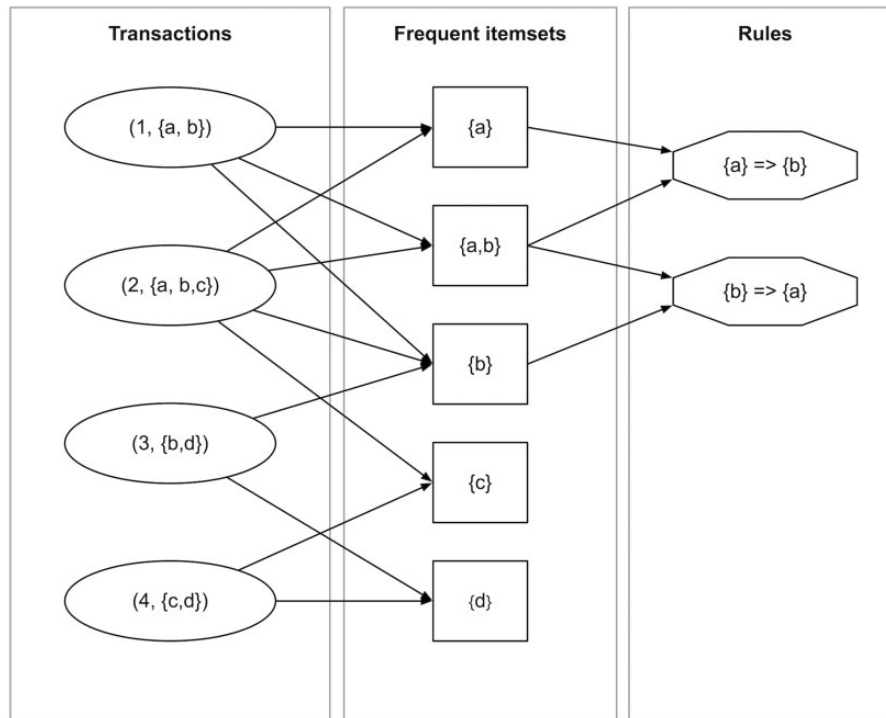 Transactions
(1, {a, b})
(2, {a, b,c})
(3, {b,d})
(4, {c,d})
Frequent itemsets
{a}
{a,b}
{b}
{c}
{d}
Rules
{a} => {b}
{b} => {a}